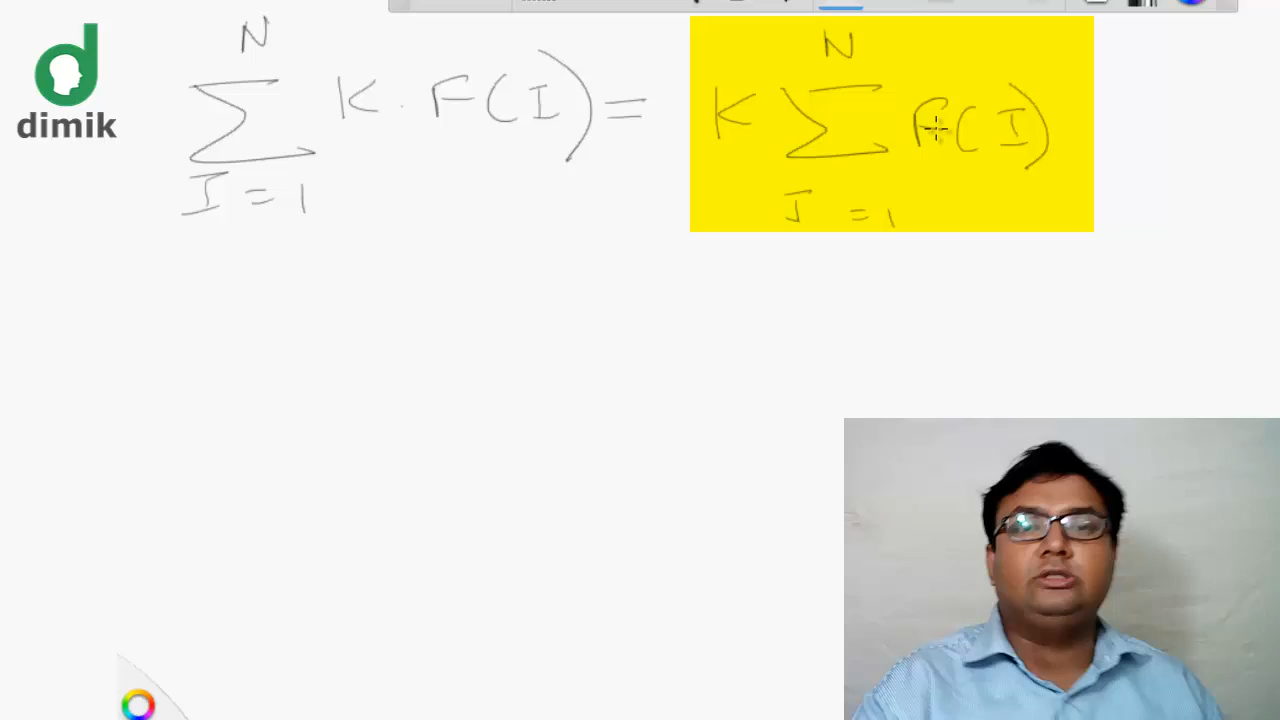 dimik
N N
∑ K . F(I) = K ∑ F(I)
I = 1 I = 1